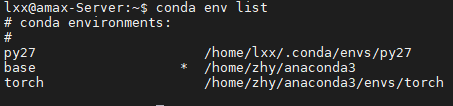 lxx@amax-Server:~$ conda env list
# conda environments:
#
py27                     /home/lxx/.conda/envs/py27
base                  *  /home/zhy/anaconda3
torch                    /home/zhy/anaconda3/envs/torch